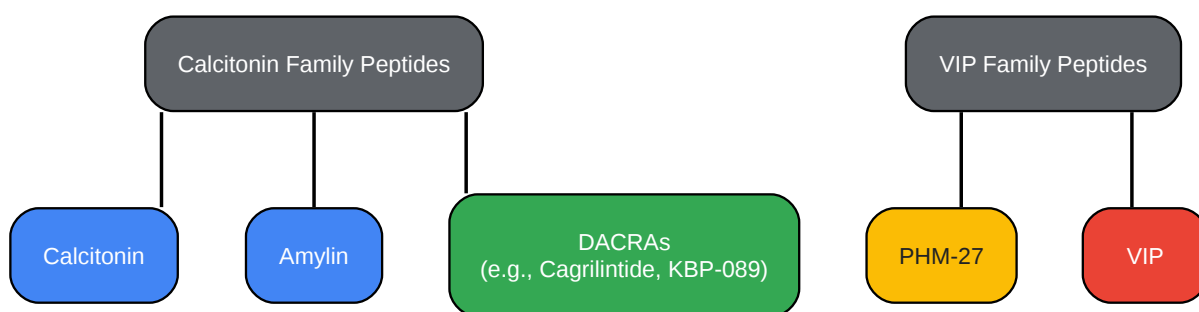 Calcitonin Family Peptides
VIP Family Peptides
Calcitonin
Amylin
DACRAs
(e.g., Cagrilintide, KBP-089)
PHM-27
VIP